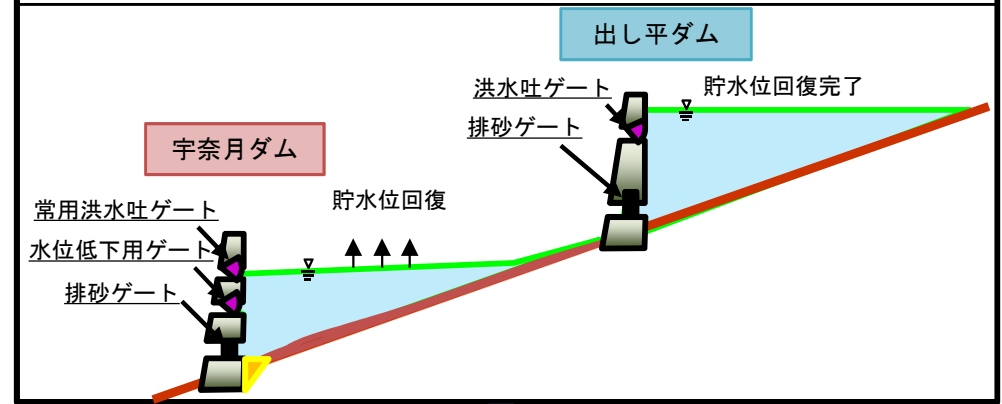 出し平ダム
洪水吐ゲート
貯水位回復完了
排砂ゲート
宇奈月ダム
貯水位回復
常用洪水吐ゲート
水位低下用ゲート
排砂ゲート